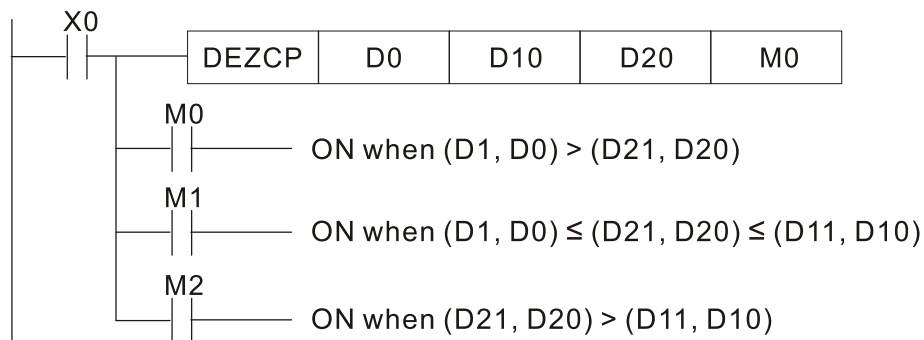 X0
DEZCP D0 D10 D20 M0
M0
ON when (D1, D0) > (D21, D20)
M1
ON when (D1, D0) ≤ (D21, D20) ≤ (D11, D10)
M2
ON when (D21, D20) > (D11, D10)